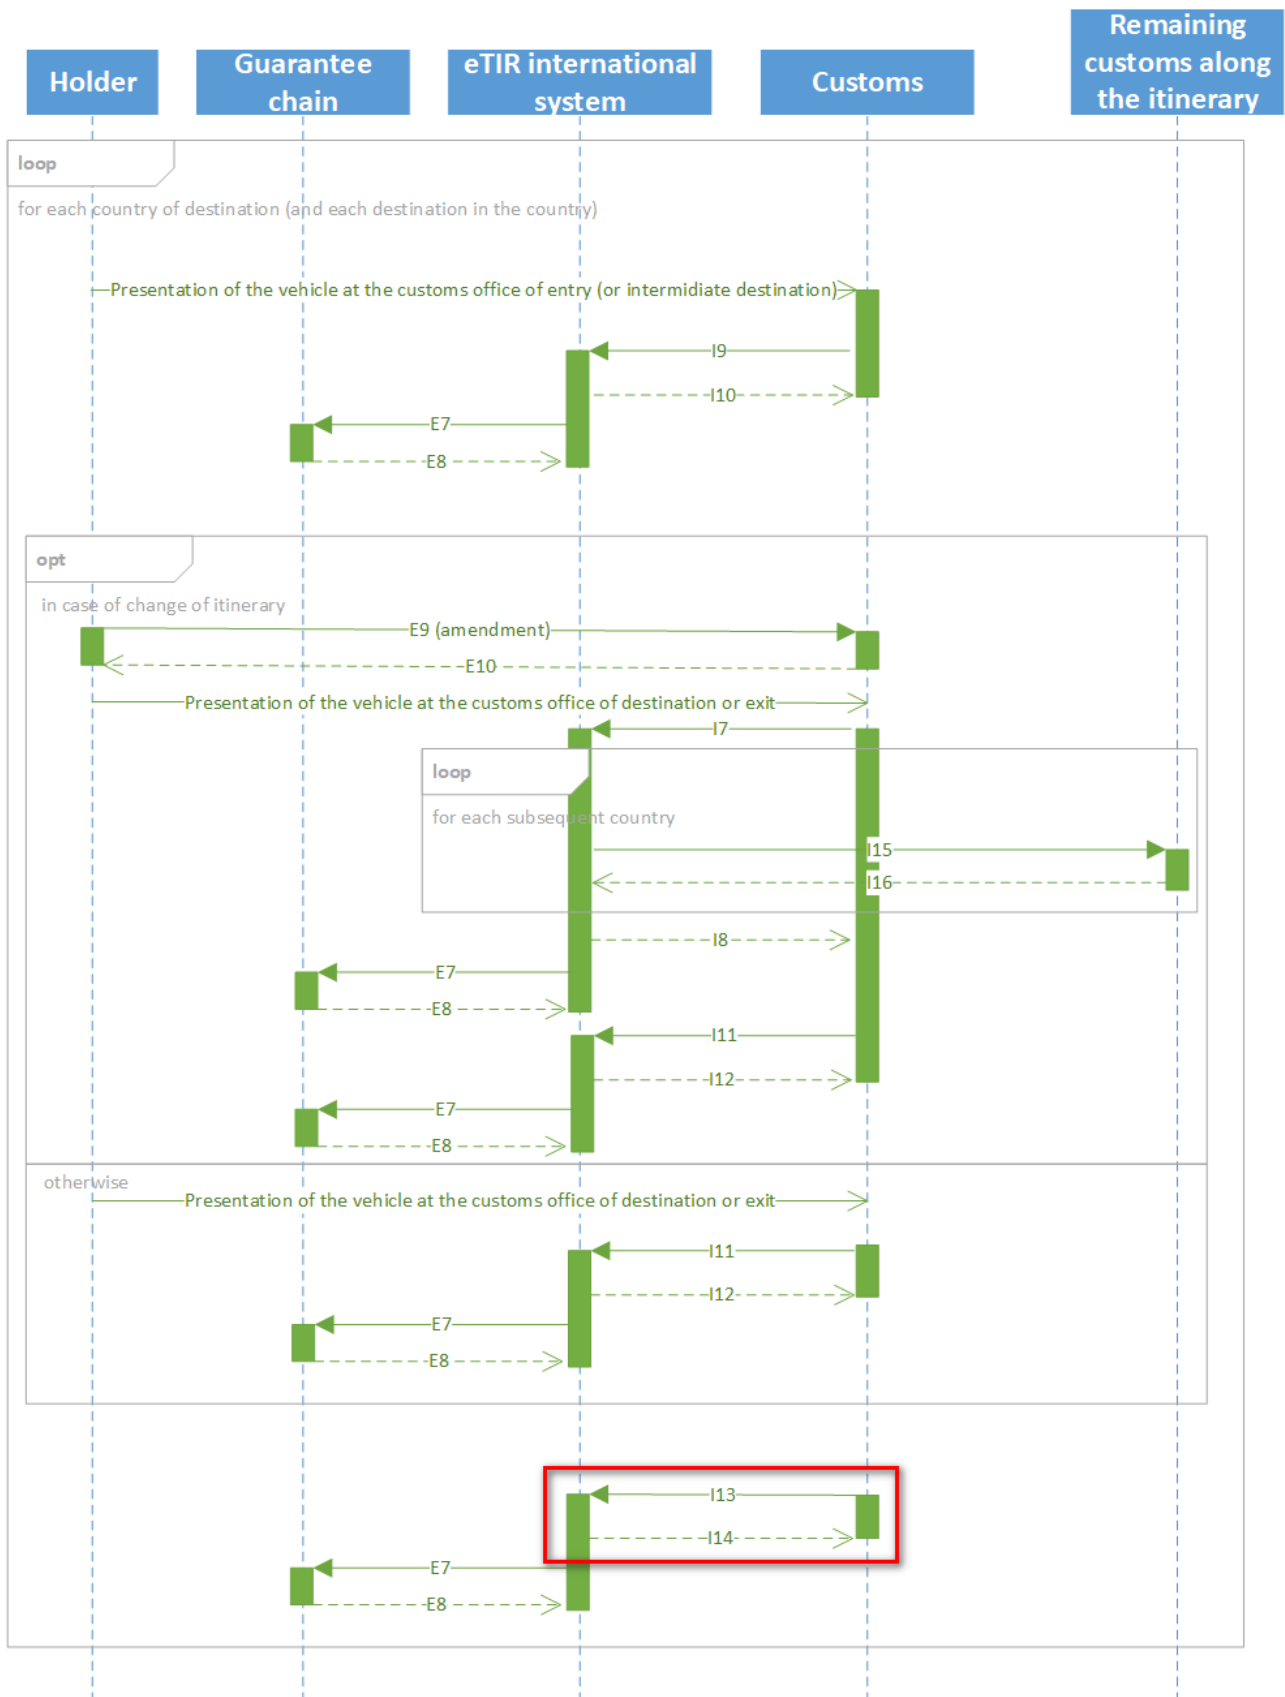 Holder
Guarantee
chain
eTIR international
system
Customs
Remaining
customs along
the itinerary
loop
for each country of destination (and each destination in the country)
Presentation of the vehicle at the customs office of entry (or intermidiate destination)
I9
I10
E7
E8
opt
in case of change of itinerary
E9 (amendment)
E10
Presentation of the vehicle at the customs office of destination or exit
I7
loop
for each subsequent country
I15
I16
I8
E7
E8
I11
I12
E7
E8
otherwise
Presentation of the vehicle at the customs office of destination or exit
I11
I12
E7
E8
I13
I14
E7
E8